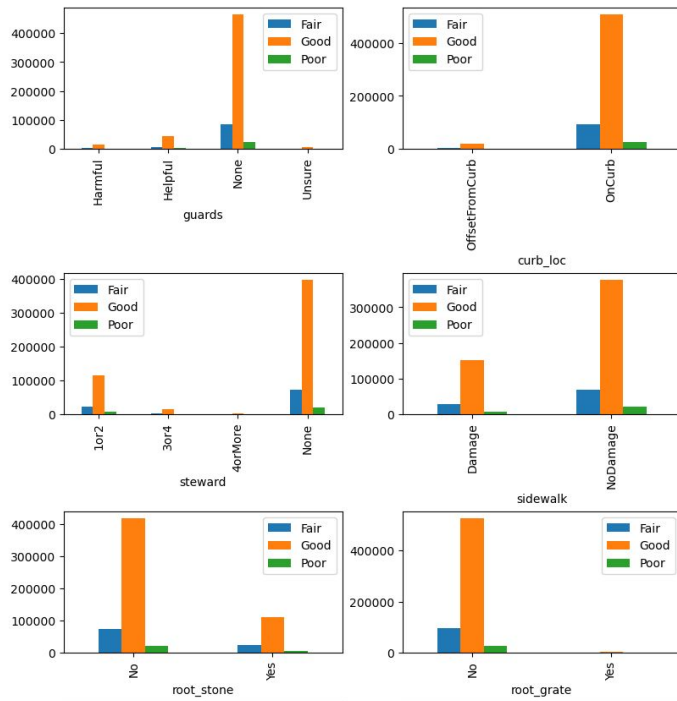 400000
300000
200000
100000
0
Fair
Good
Poor
Harmful
Helpful
None
Unsure
guards
400000
200000
0
Fair
Good
Poor
OffsetFromCurb
OnCurb
curb_loc
400000
300000
200000
100000
0
Fair
Good
Poor
1or2
3or4
4orMore
None
steward
300000
200000
100000
0
Fair
Good
Poor
Damage
NoDamage
sidewalk
400000
300000
200000
100000
0
Fair
Good
Poor
No
Yes
root_stone
400000
200000
0
Fair
Good
Poor
No
Yes
root_grate